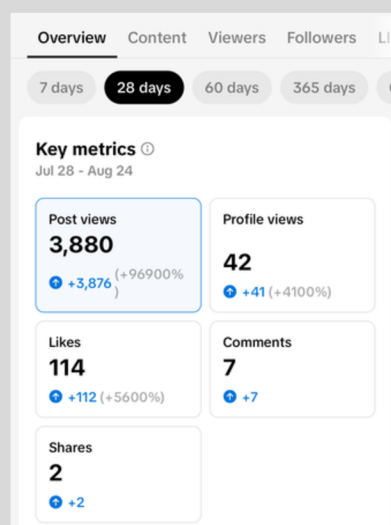 Overview Content Viewers Followers
7 days 28 days 60 days 365 days
Key metrics
Jul 28 - Aug 24
Post views
3,880
+3,876 (+96900%
)
Profile views
42
+41 (+4100%)
Likes
114
+112 (+5600%)
Comments
7
+7
Shares
2
+2